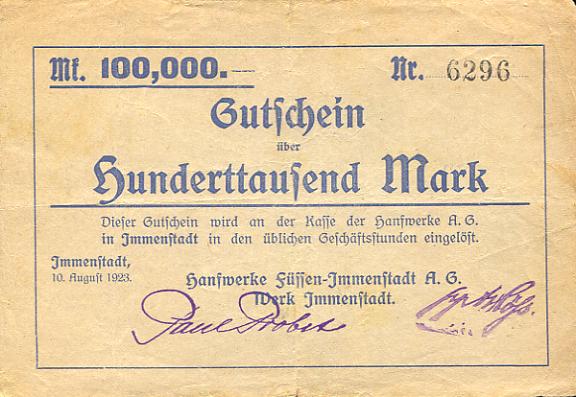 Mk. 100,000.— Nr. 6296
Gutschein
über
Hunderttausend Mark
Dieser Gutschein wird an der Kasse der Hanfwerke A. G.
in Immenstadt in den üblichen Geschäftsstunden eingelöst.
Immenstadt,
10. August 1923.
Hanfwerke Füssen-Immenstadt A. G.
Werk Immenstadt.
Paul Probst